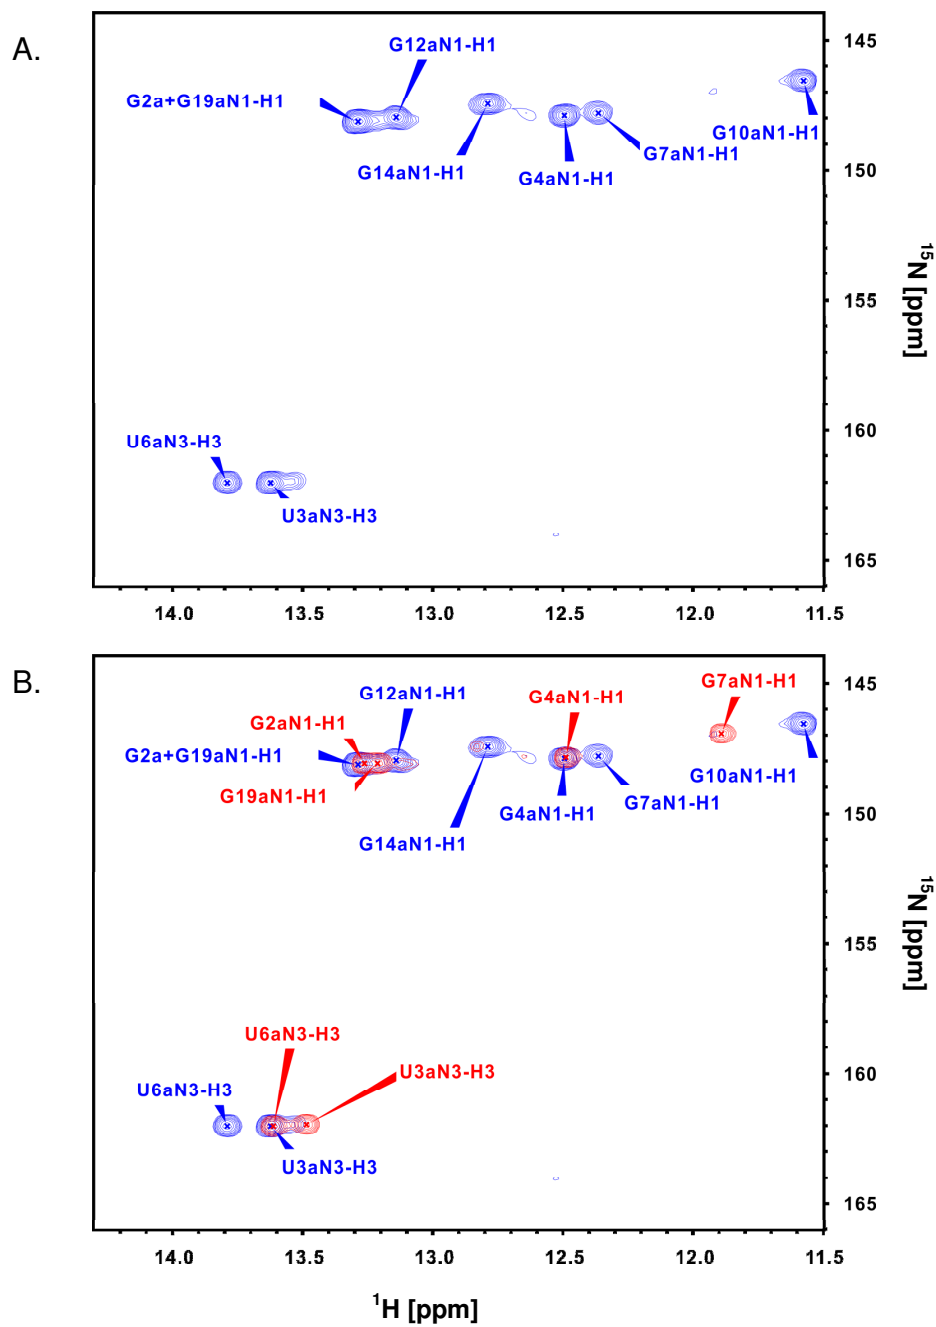 A.
G12aN1-H1
G2a+G19aN1-H1
G14aN1-H1
G4aN1-H1
G7aN1-H1
G10aN1-H1
U6aN3-H3
U3aN3-H3
145
150
155
160
165
15N [ppm]
14.0 13.5 13.0 12.5 12.0 11.5
B.
G12aN1-H1
G4aN1-H1
G7aN1-H1
G2aN1-H1
G2a+G19aN1-H1
G19aN1-H1
G14aN1-H1
G4aN1-H1
G7aN1-H1
G10aN1-H1
U6aN3-H3
U3aN3-H3
U6aN3-H3
U3aN3-H3
145
150
155
160
165
15N [ppm]
14.0 13.5 13.0 12.5 12.0 11.5
1H [ppm]